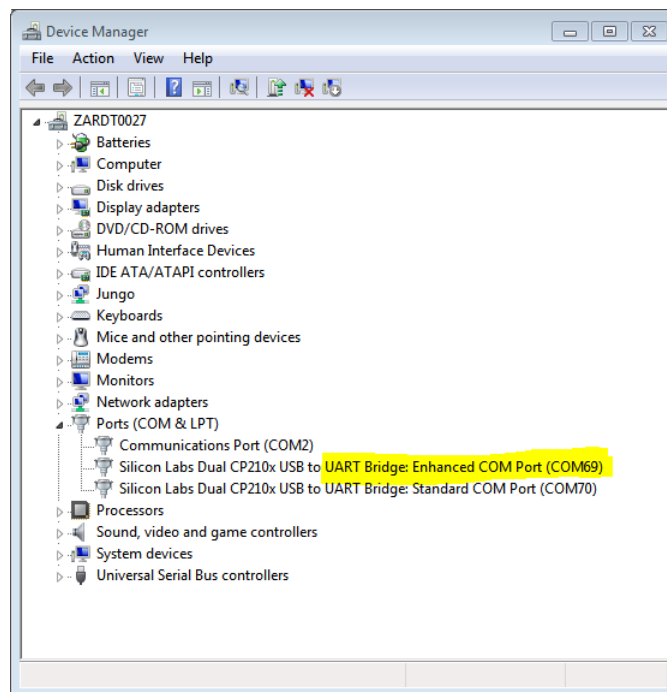 Device Manager
File Action View Help
ZARDT0027
Batteries
Computer
Disk drives
Display adapters
DVD/CD-ROM drives
Human Interface Devices
IDE ATA/ATAPI controllers
Jungo
Keyboards
Mice and other pointing devices
Modems
Monitors
Network adapters
Ports (COM & LPT)
Communications Port (COM2)
Silicon Labs Dual CP210x USB to UART Bridge: Enhanced COM Port (COM69)
Silicon Labs Dual CP210x USB to UART Bridge: Standard COM Port (COM70)
Processors
Sound, video and game controllers
System devices
Universal Serial Bus controllers